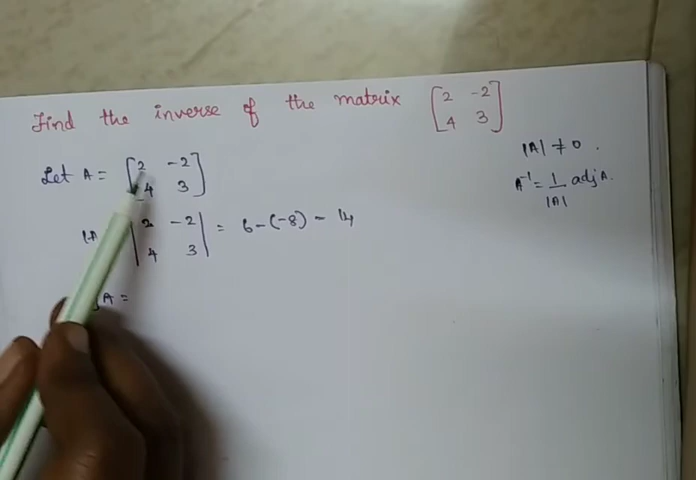 Find the inverse of the matrix [2 -2
4 3]
|A| ≠ 0.
A⁻¹ = 1/|A| adj A.
Let A = [2 -2
4 3]
|A 2 -2
4 3| = 6-(-8) = 14
A =